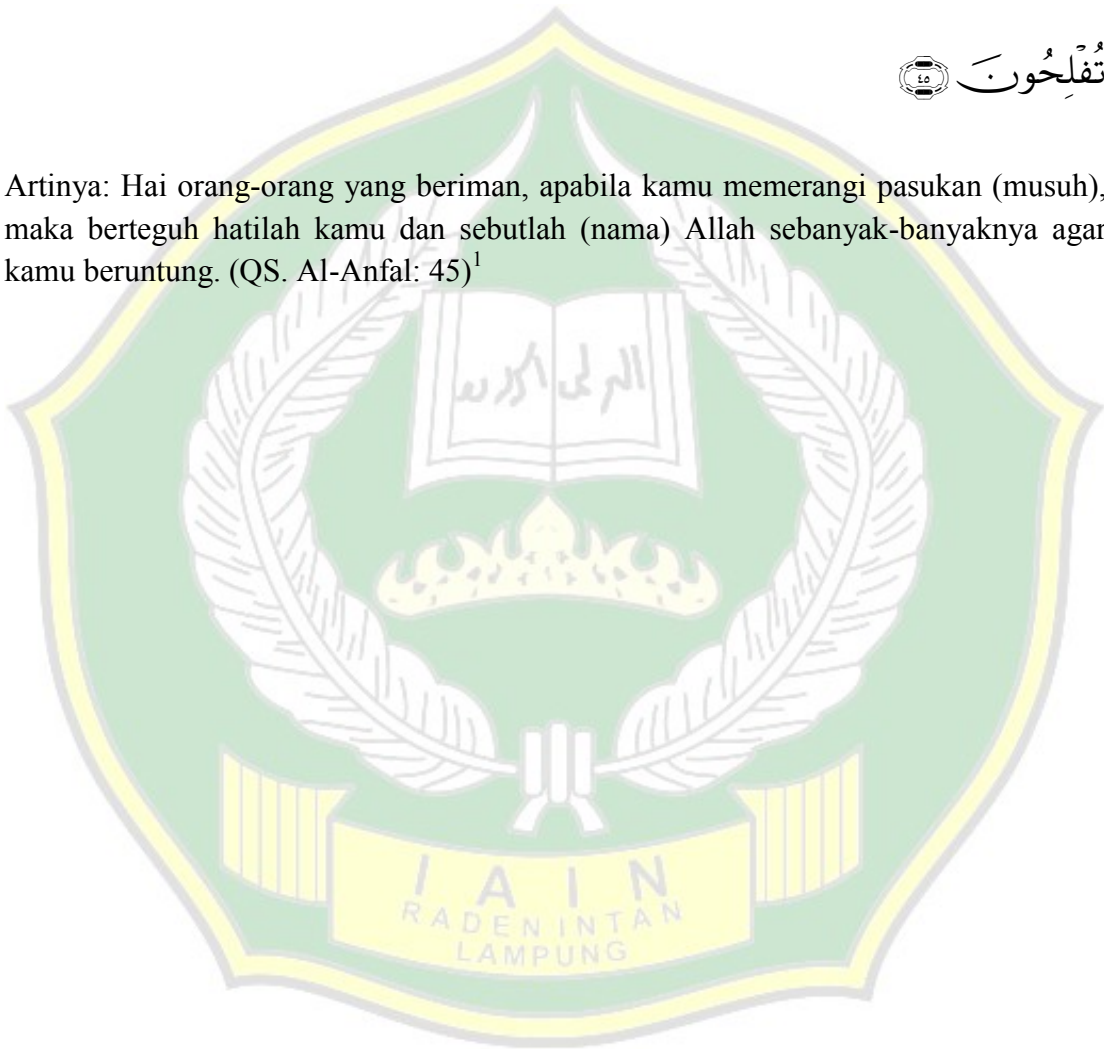 تُفْلِحُونَ ﴿٤٥﴾
Artinya: Hai orang-orang yang beriman, apabila kamu memerangi pasukan (musuh),
maka berteguh hatilah kamu dan sebutlah (nama) Allah sebanyak-banyaknya agar
kamu beruntung. (QS. Al-Anfal: 45)¹
I A I N
RADEN INTAN
LAMPUNG